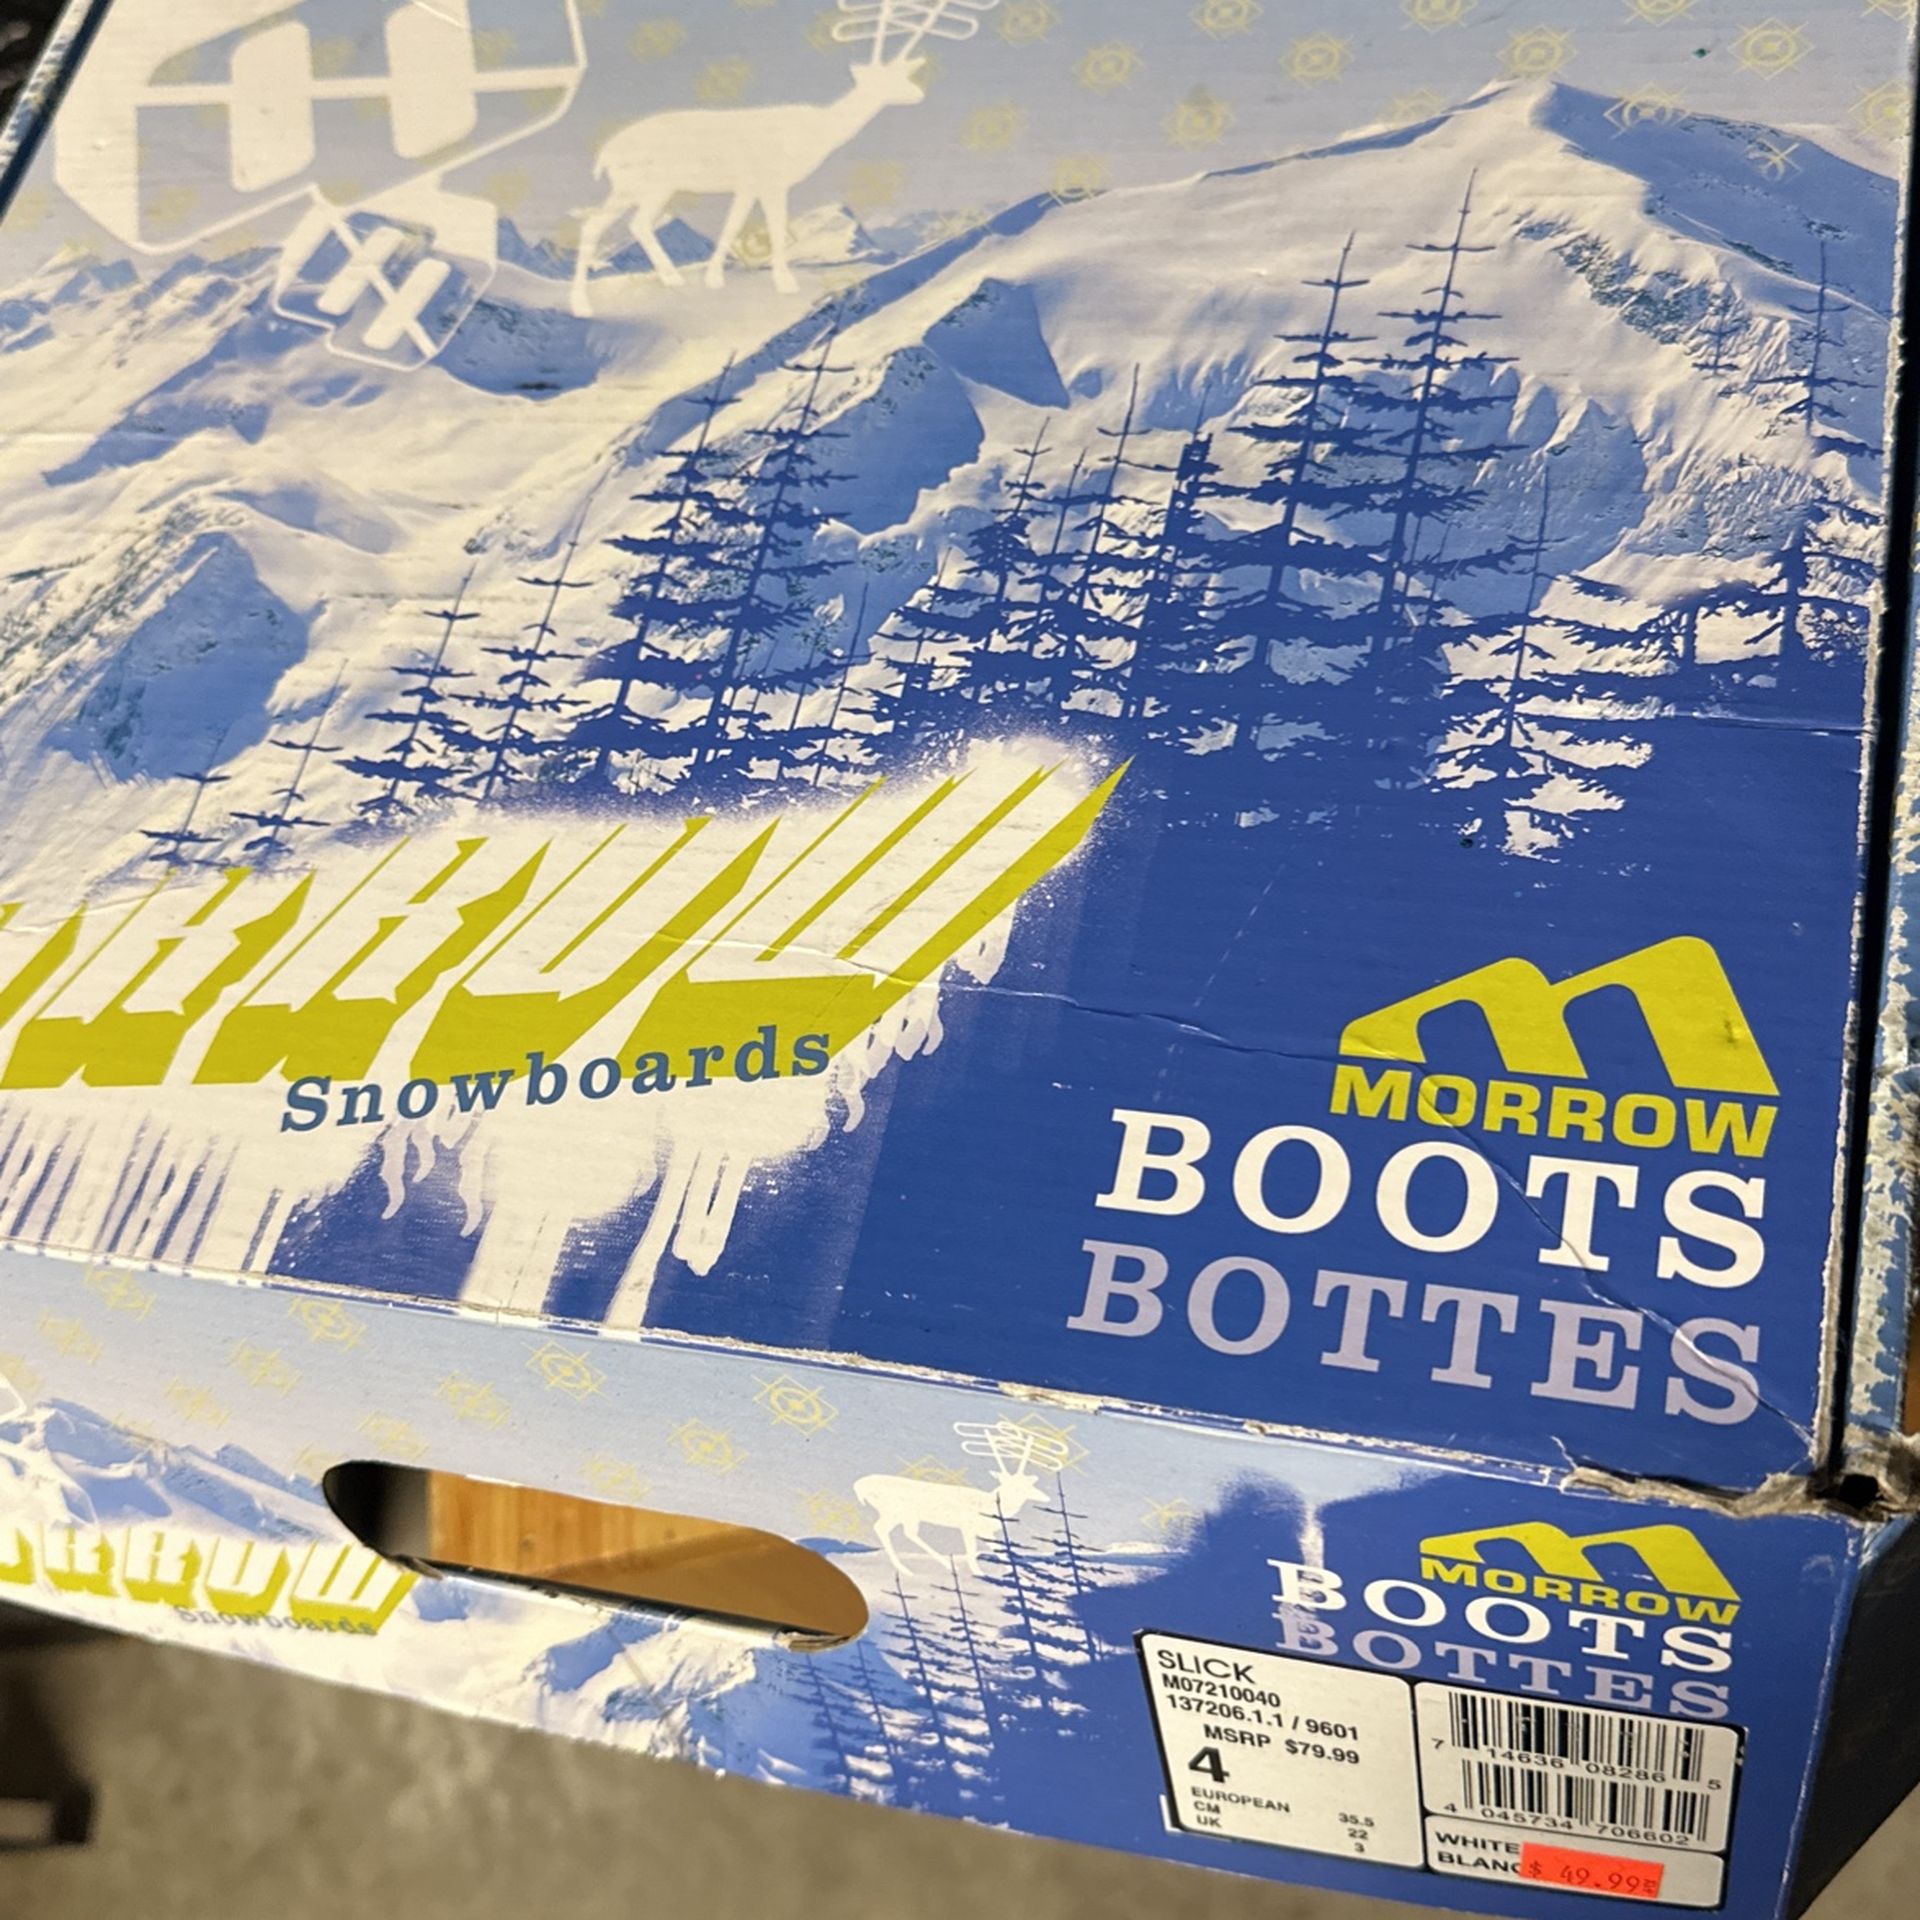 Snowboards
MORROW
BOOTS
BOTTES
Snowboards
MORROW
BOOTS
BOTTES
SLICK
M07210040
137206.1.1 / 9601
MSRP $79.99
4
EUROPEAN 35.5
CM 22
UK 3
7 14636 08286 5
4 045734 706602
WHITE
$ 49.99